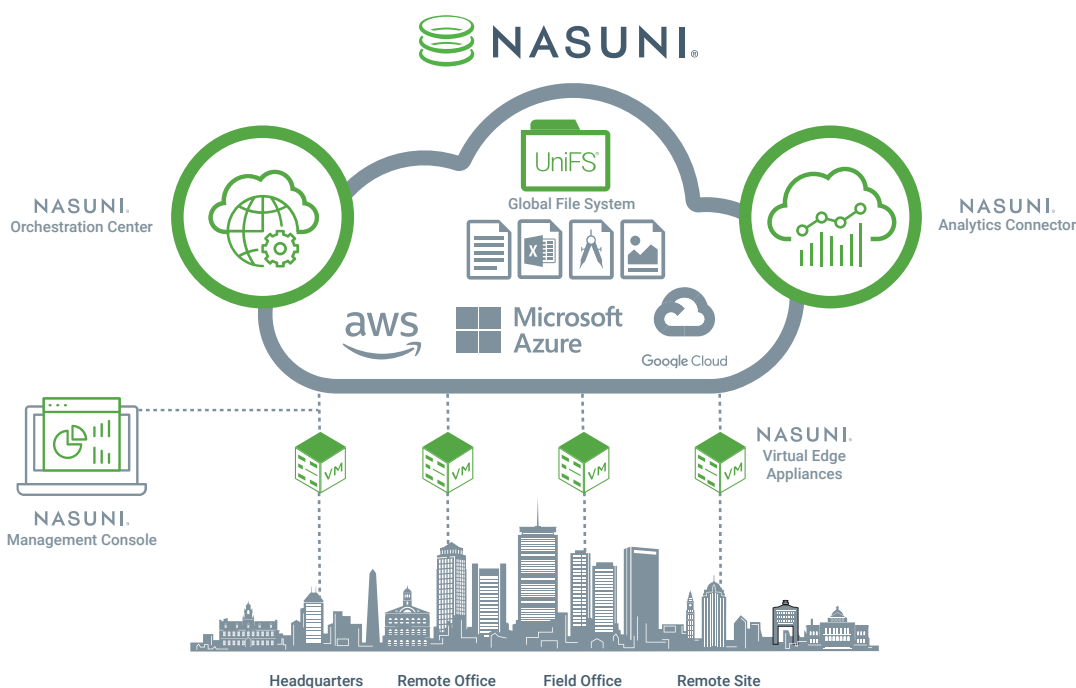 NASUNI®
UniFS®
Global File System
NASUNI®
Orchestration Center
NASUNI®
Analytics Connector
X
aws
Microsoft
Azure
Google Cloud
VM
VM
VM
VM
NASUNI®
Virtual Edge
Appliances
NASUNI®
Management Console
Headquarters
Remote Office
Field Office
Remote Site